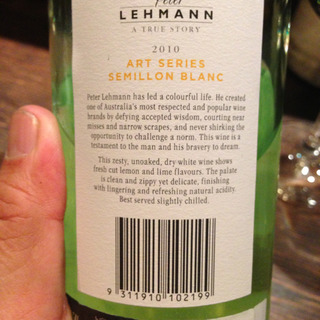 Peter
LEHMANN
A TRUE STORY
2010
ART SERIES
SEMILLON BLANC
Peter Lehmann has led a colourful life. He created
one of Australia's most respected and popular wine
brands by defying accepted wisdom, courting near
misses and narrow scrapes, and never shirking the
opportunity to challenge a norm. This wine is a
testament to the man and his bravery to dream.
This zesty, unoaked, dry white wine shows
fresh cut lemon and lime flavours. The palate
is clean and zippy yet delicate, finishing
with lingering and refreshing natural acidity.
Best served slightly chilled.
9 311910 102199